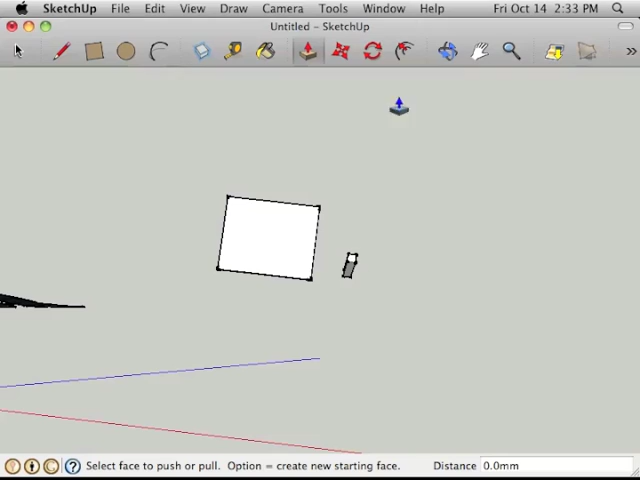 SketchUp File Edit View Draw Camera Tools Window Help Fri Oct 14 2:33 PM
Untitled – SketchUp
»
Select face to push or pull. Option = create new starting face. Distance 0.0mm